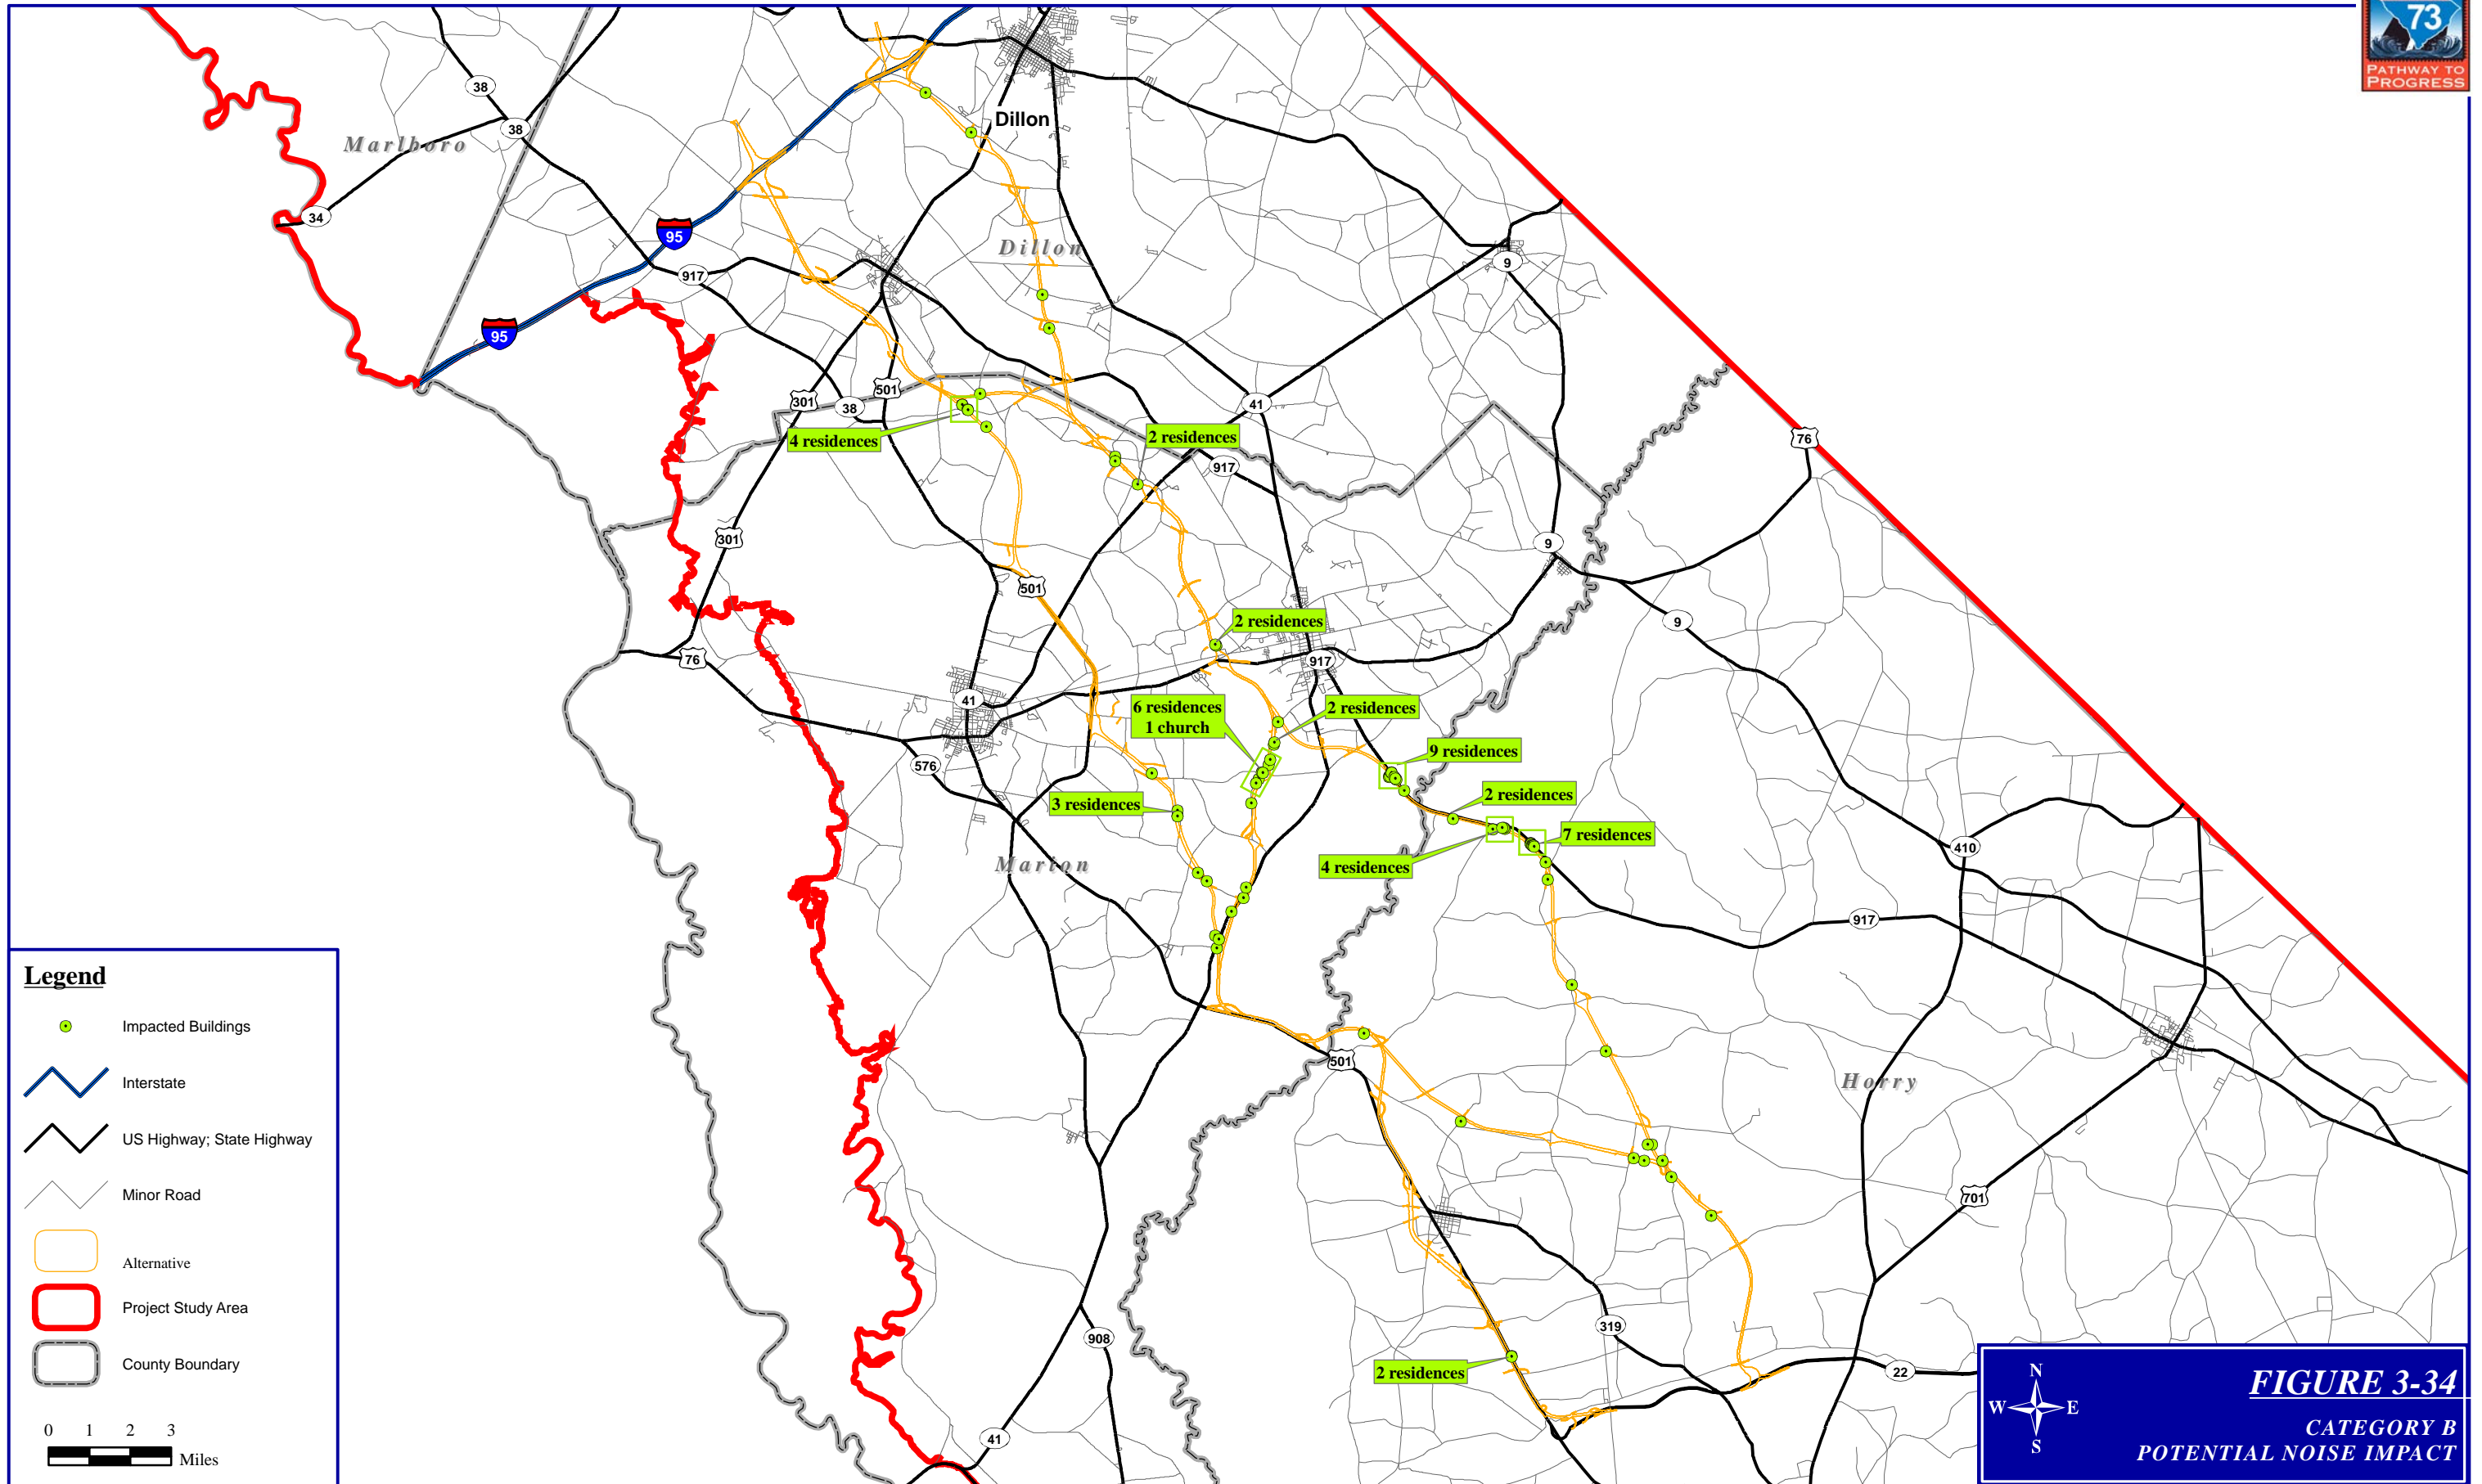 73
PATHWAY TO
PROGRESS
38
38
Marlboro
34
Dillon
95
917
Dillon
9
95
301
38
501
41
4 residences
2 residences
917
76
301
9
501
2 residences
9
76
917
41
6 residences
1 church
2 residences
9 residences
576
3 residences
2 residences
7 residences
4 residences
410
Marion
917
501
Horry
701
319
908
22
2 residences
41
Legend
Impacted Buildings
Interstate
US Highway; State Highway
Minor Road
Alternative
Project Study Area
County Boundary
0 1 2 3
Miles
N
W E
S
FIGURE 3-34
CATEGORY B
POTENTIAL NOISE IMPACT